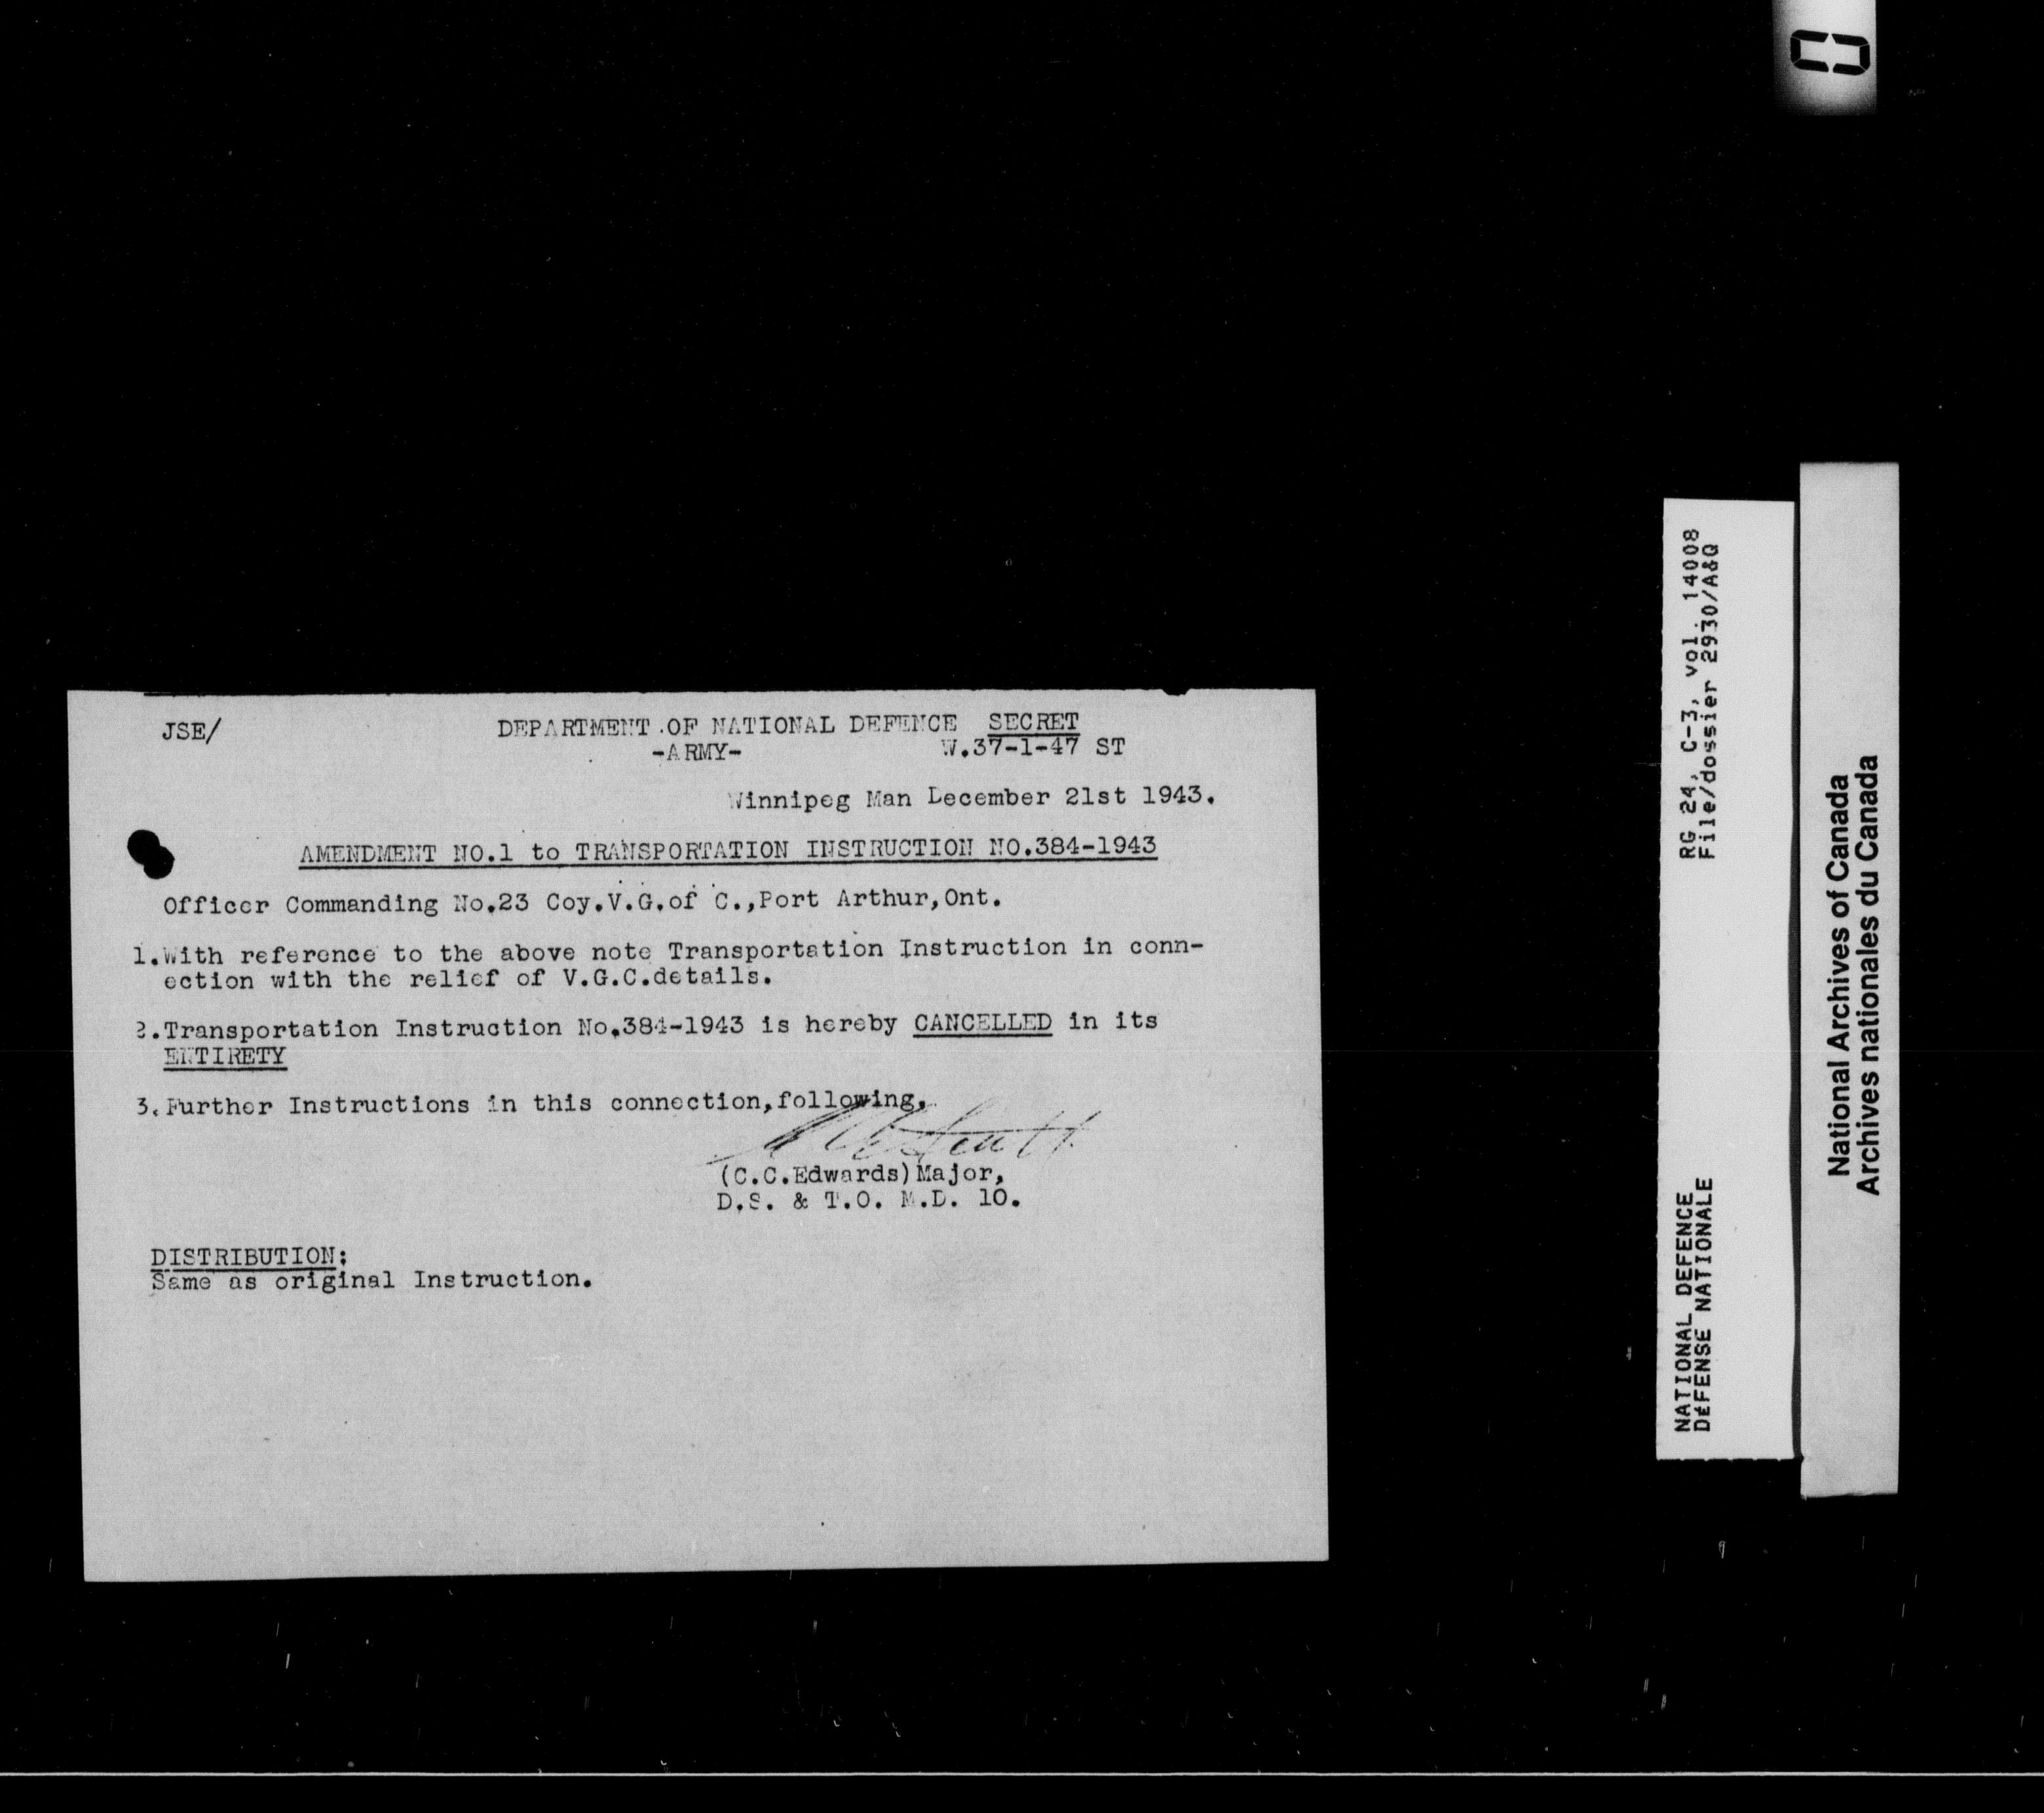 JSE/
DEPARTMENT OF NATIONAL DEFENCE SECRET
-ARMY- W.37-1-47 ST
Winnipeg Man December 21st 1943.
AMENDMENT NO.1 to TRANSPORTATION INSTRUCTION NO.384-1943
Officer Commanding No.23 Coy.V.G.of C.,Port Arthur,Ont.
1.With reference to the above note Transportation Instruction in conn-
ection with the relief of V.G.C.details.
2.Transportation Instruction No.384-1943 is hereby CANCELLED in its
ENTIRETY
3.Further Instructions in this connection,following.
(C.C.Edwards)Major,
D.S. & T.O. M.D. 10.
DISTRIBUTION:
Same as original Instruction.
RG 24, C-3, vol. 14008
File/dossier 2930/A&Q
NATIONAL DEFENCE
DÉFENSE NATIONALE
National Archives of Canada
Archives nationales du Canada